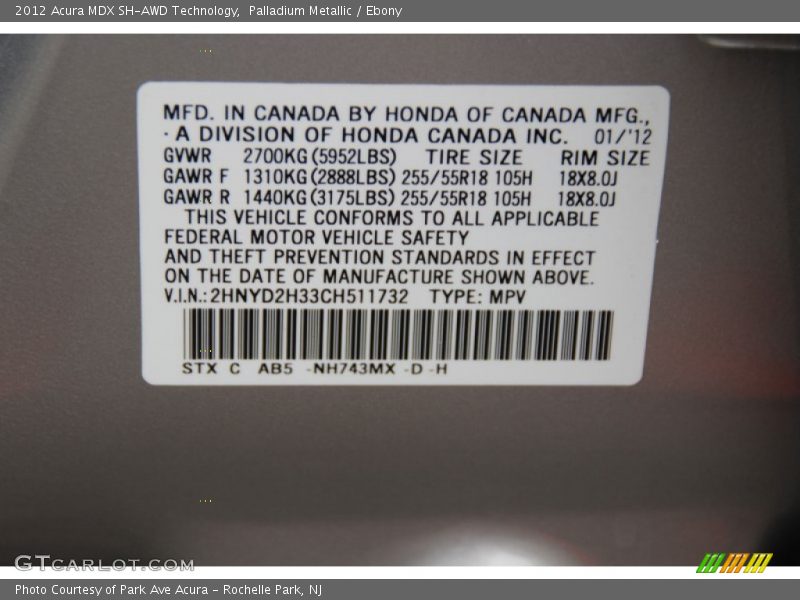 2012 Acura MDX SH-AWD Technology,  Palladium Metallic / Ebony
MFD. IN CANADA BY HONDA OF CANADA MFG.,
· A DIVISION OF HONDA CANADA INC.  01/'12
GVWR  2700KG(5952LBS)  TIRE SIZE  RIM SIZE
GAWR F  1310KG(2888LBS) 255/55R18 105H  18X8.0J
GAWR R  1440KG(3175LBS) 255/55R18 105H  18X8.0J
THIS VEHICLE CONFORMS TO ALL APPLICABLE
FEDERAL MOTOR VEHICLE SAFETY
AND THEFT PREVENTION STANDARDS IN EFFECT
ON THE DATE OF MANUFACTURE SHOWN ABOVE.
V.I.N.: 2HNYD2H33CH511732  TYPE: MPV
STX  C  AB5  -NH743MX  -D -H
GTCARLOT.COM
Photo Courtesy of Park Ave Acura - Rochelle Park, NJ